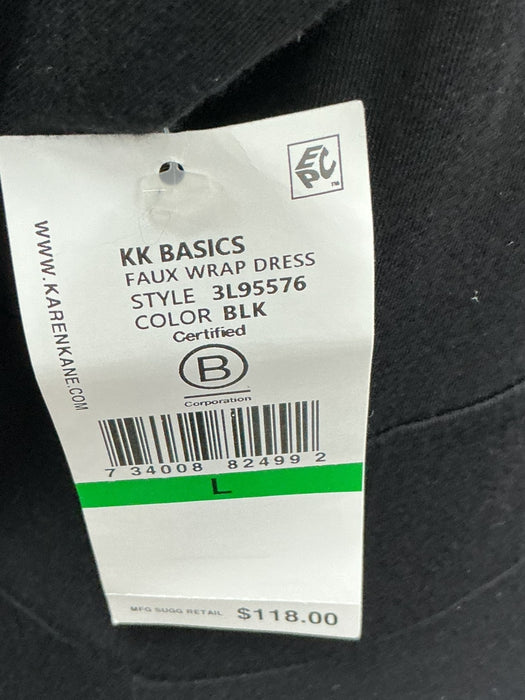 EPC
TM
WWW.KARENKANE.COM
KK BASICS
FAUX WRAP DRESS
STYLE 3L95576
COLOR BLK
Certified
B
Corporation
7 34008 82499 2
L
MFG SUGG RETAIL $118.00